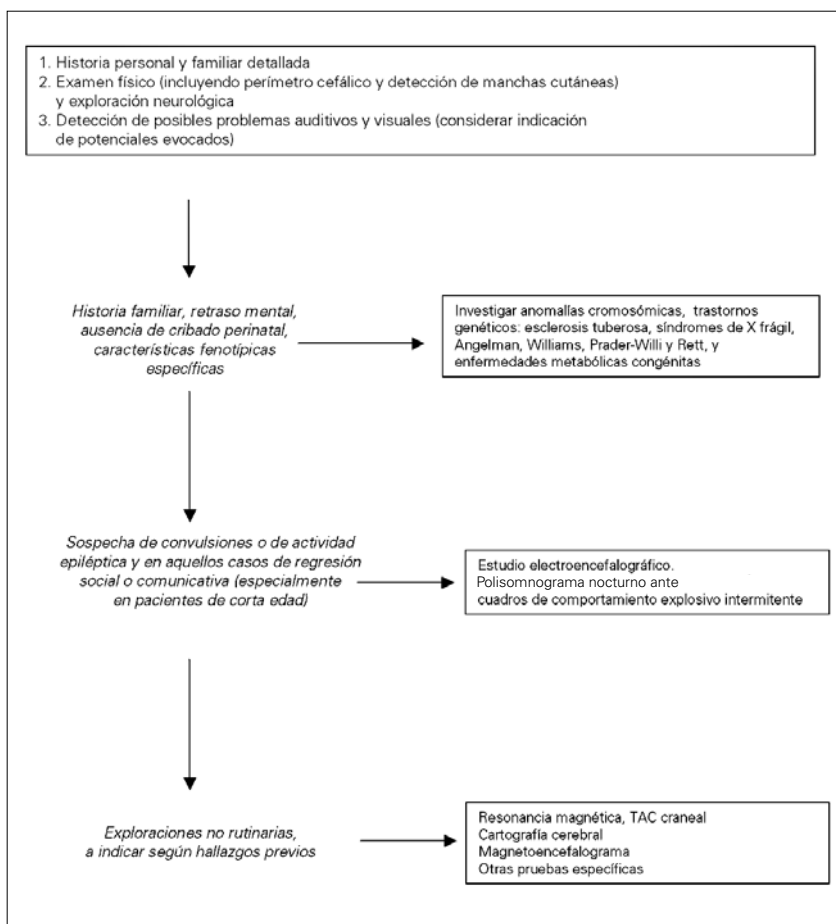 1. Historia personal y familiar detallada
2. Examen físico (incluyendo perímetro cefálico y detección de manchas cutáneas)
y exploración neurológica
3. Detección de posibles problemas auditivos y visuales (considerar indicación
de potenciales evocados)
Historia familiar, retraso mental,
ausencia de cribado perinatal,
características fenotípicas
específicas
Investigar anomalías cromosómicas, trastornos
genéticos: esclerosis tuberosa, síndromes de X frágil,
Angelman, Williams, Prader-Willi y Rett, y
enfermedades metabólicas congénitas
Sospecha de convulsiones o de actividad
epiléptica y en aquellos casos de regresión
social o comunicativa (especialmente
en pacientes de corta edad)
Estudio electroencefalográfico.
Polisomnograma nocturno ante
cuadros de comportamiento explosivo intermitente
Exploraciones no rutinarias,
a indicar según hallazgos previos
Resonancia magnética, TAC craneal
Cartografía cerebral
Magnetoencefalograma
Otras pruebas específicas